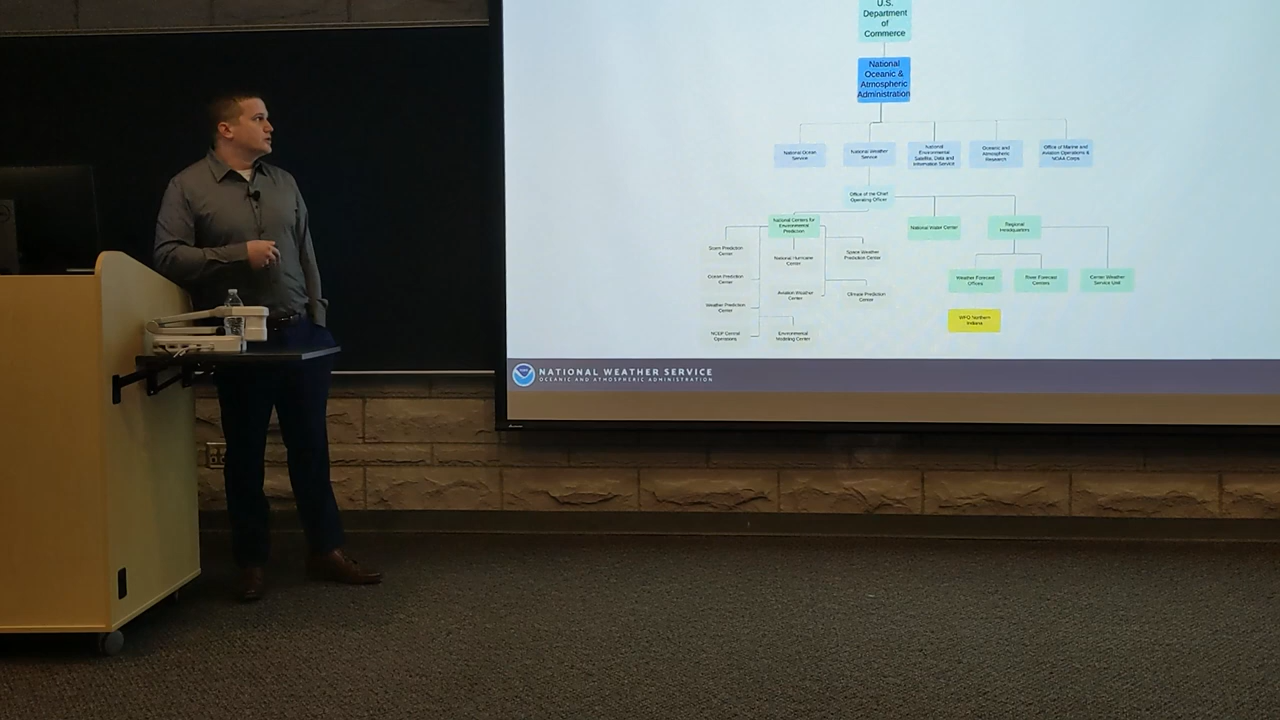 U.S.
Department
of
Commerce
National
Oceanic &
Atmospheric
Administration
National Ocean
Service
National Weather
Service
National
Environmental
Satellite, Data and
Information Service
Oceanic and
Atmospheric
Research
Office of Marine and
Aviation Operations &
NOAA Corps
Office of the Chief
Operating Officer
National Centers for
Environmental
Prediction
National Water Center
Regional
Headquarters
Storm Prediction
Center
National Hurricane
Center
Space Weather
Prediction Center
Ocean Prediction
Center
Aviation Weather
Center
Climate Prediction
Center
Weather Prediction
Center
NCEP Central
Operations
Environmental
Modeling Center
Weather Forecast
Offices
River Forecast
Centers
Center Weather
Service Unit
WFO Northern
Indiana
NATIONAL WEATHER SERVICE
OCEANIC AND ATMOSPHERIC ADMINISTRATION